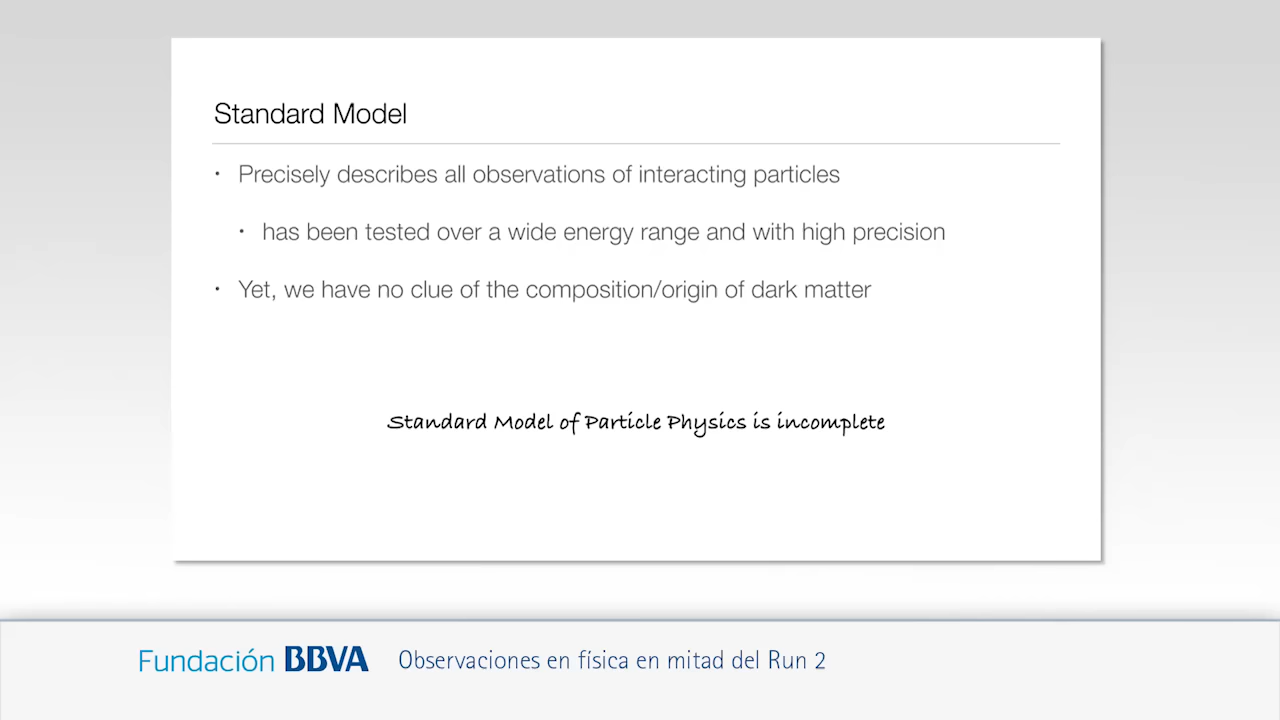 Standard Model
• Precisely describes all observations of interacting particles
• has been tested over a wide energy range and with high precision
• Yet, we have no clue of the composition/origin of dark matter
Standard Model of Particle Physics is incomplete
Fundación BBVA Observaciones en física en mitad del Run 2